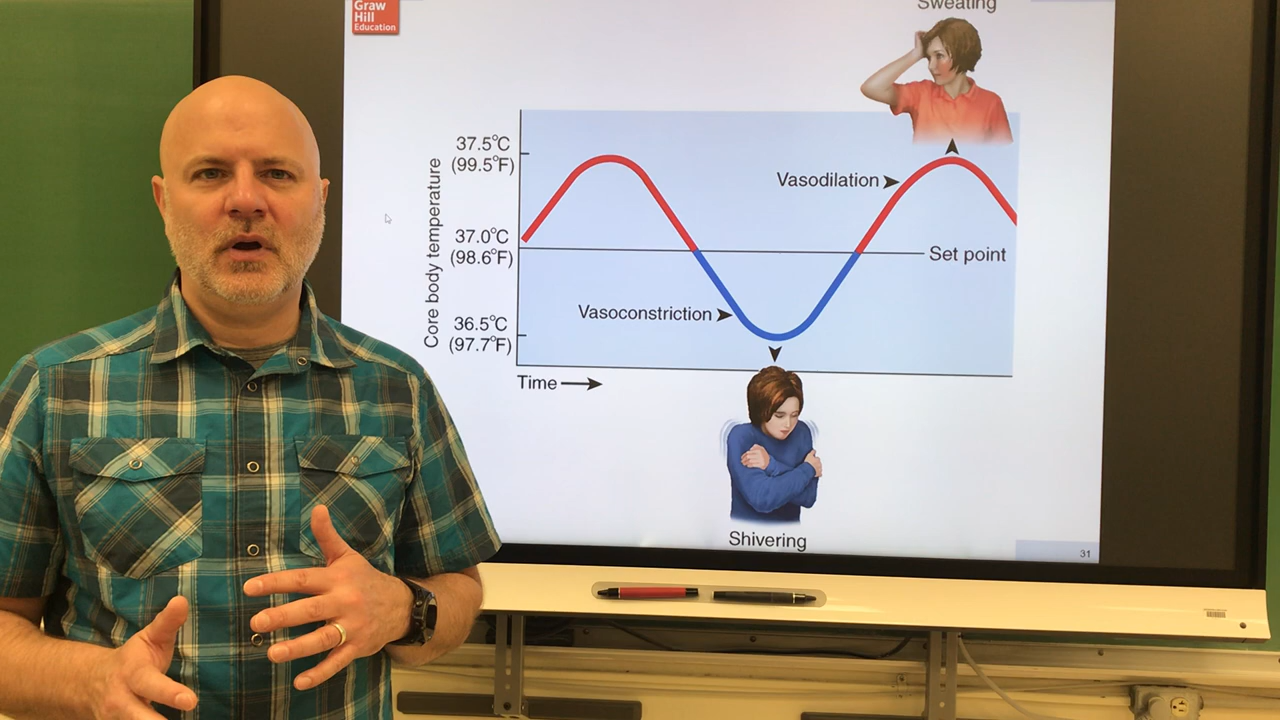 Graw
Hill
Education
Sweating
37.5°C
(99.5°F)
Vasodilation
37.0°C
(98.6°F)
Set point
Core body temperature
Vasoconstriction
36.5°C
(97.7°F)
Time
Shivering
31